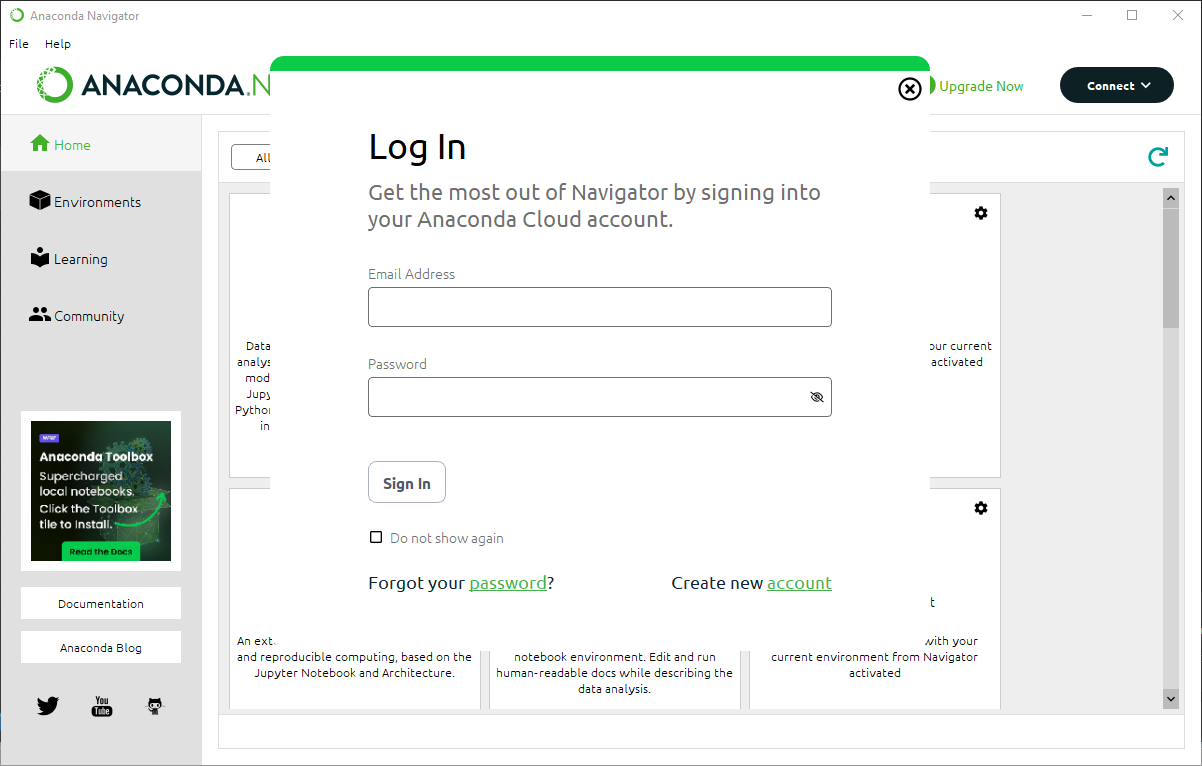 Anaconda Navigator
File Help
ANACONDA.N
Upgrade Now
Connect
Home
Environments
Learning
Community
All
Log In
Get the most out of Navigator by signing into
your Anaconda Cloud account.
Email Address
Password
Sign In
Do not show again
Forgot your password?
Create new account
Data
analys
mod
Jupy
Pythor
in
our current
activated
NEW
Anaconda Toolbox
Supercharged
local notebooks.
Click the Toolbox
tile to install.
Read the Docs
Documentation
Anaconda Blog
You
Tube
An ext
and reproducible computing, based on the
Jupyter Notebook and Architecture.
notebook environment. Edit and run
human-readable docs while describing the
data analysis.
t
with your
current environment from Navigator
activated